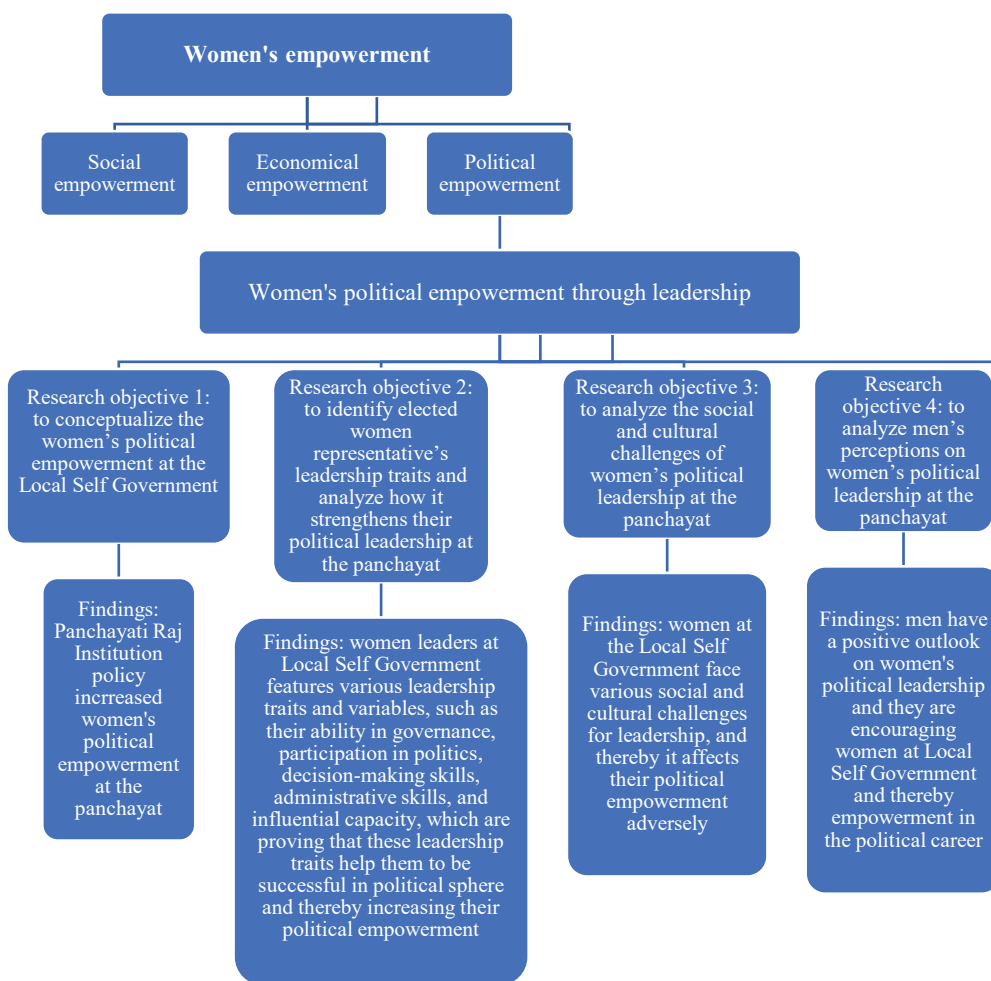 Women's empowerment
Social
empowerment
Economical
empowerment
Political
empowerment
Women's political empowerment through leadership
Research objective 1:
to conceptualize the
women’s political
empowerment at the
Local Self Government
Research objective 2:
to identify elected
women
representative’s
leadership traits and
analyze how it
strengthens their
political leadership at
the panchayat
Research objective 3:
to analyze the social
and cultural
challenges of
women’s political
leadership at the
panchayat
Research
objective 4: to
analyze men’s
perceptions on
women’s political
leadership at the
panchayat
Findings:
Panchayati Raj
Institution
policy
incrreased
women's
political
empowerment
at the
panchayat
Findings: women leaders at
Local Self Government
features various leadership
traits and variables, such as
their ability in governance,
participation in politics,
decision-making skills,
administrative skills, and
influential capacity, which are
proving that these leadership
traits help them to be
successful in political sphere
and thereby increasing their
political empowerment
Findings: women at
the Local Self
Government face
various social and
cultural challenges
for leadership, and
thereby it affects
their political
empowerment
adversely
Findings: men have
a positive outlook
on women's
political leadership
and they are
encouraging
women at Local
Self Government
and thereby
empowerment in
the political career